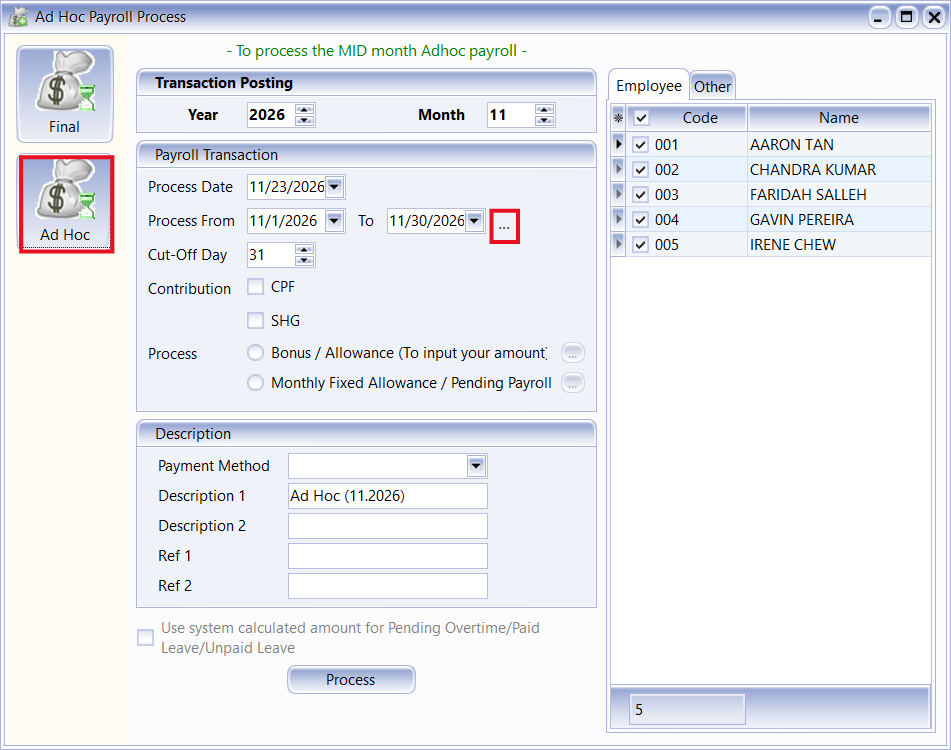 Ad Hoc Payroll Process
Final
Ad Hoc
- To process the MID month Adhoc payroll -
Transaction Posting
Year 2026 Month 11
Payroll Transaction
Process Date 11/23/2026
Process From 11/1/2026 To 11/30/2026 ...
Cut-Off Day 31
Contribution CPF
SHG
Process Bonus / Allowance (To input your amount) ...
Monthly Fixed Allowance / Pending Payroll ...
Description
Payment Method
Description 1 Ad Hoc (11.2026)
Description 2
Ref 1
Ref 2
Use system calculated amount for Pending Overtime/Paid
Leave/Unpaid Leave
Process
Employee Other
Code Name
001 AARON TAN
002 CHANDRA KUMAR
003 FARIDAH SALLEH
004 GAVIN PEREIRA
005 IRENE CHEW
5